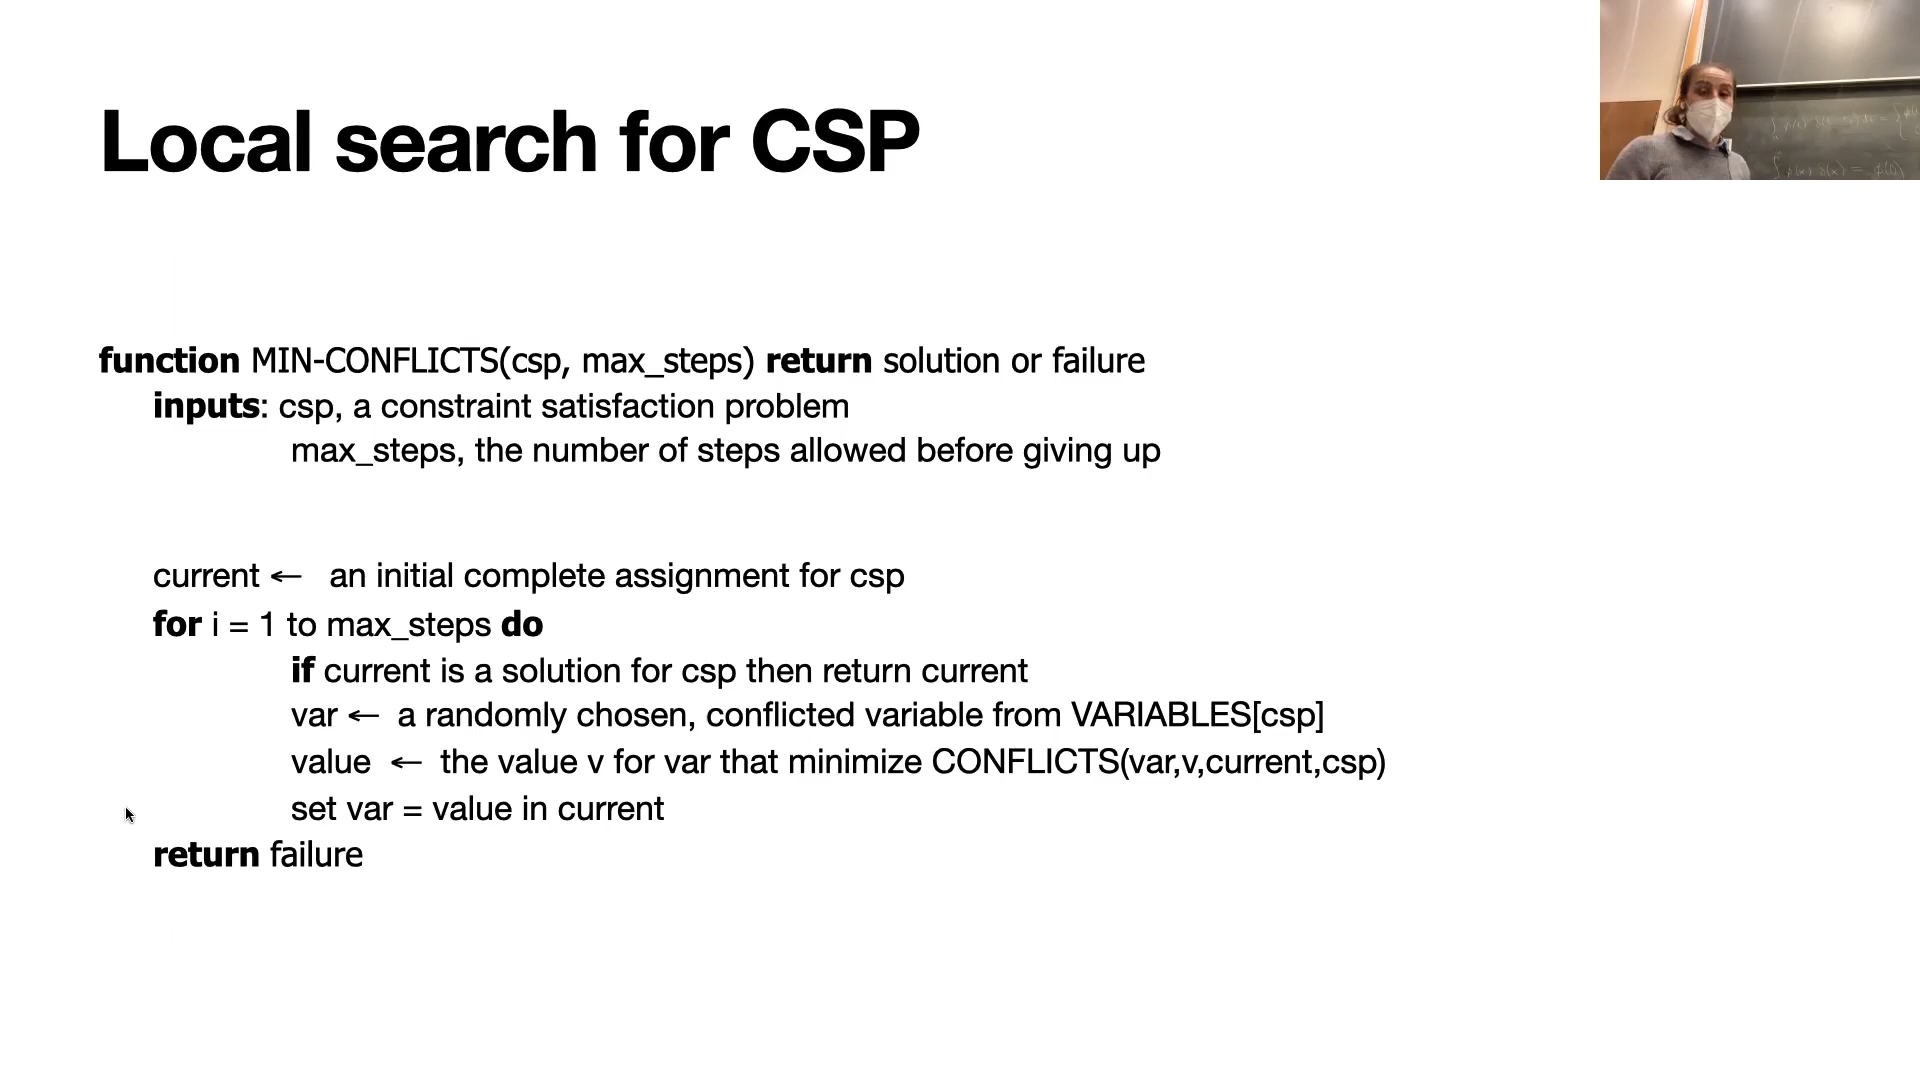 Local search for CSP
function MIN-CONFLICTS(csp, max_steps) return solution or failure
inputs: csp, a constraint satisfaction problem
max_steps, the number of steps allowed before giving up
current ← an initial complete assignment for csp
for i = 1 to max_steps do
if current is a solution for csp then return current
var ← a randomly chosen, conflicted variable from VARIABLES[csp]
value ← the value v for var that minimize CONFLICTS(var,v,current,csp)
set var = value in current
return failure